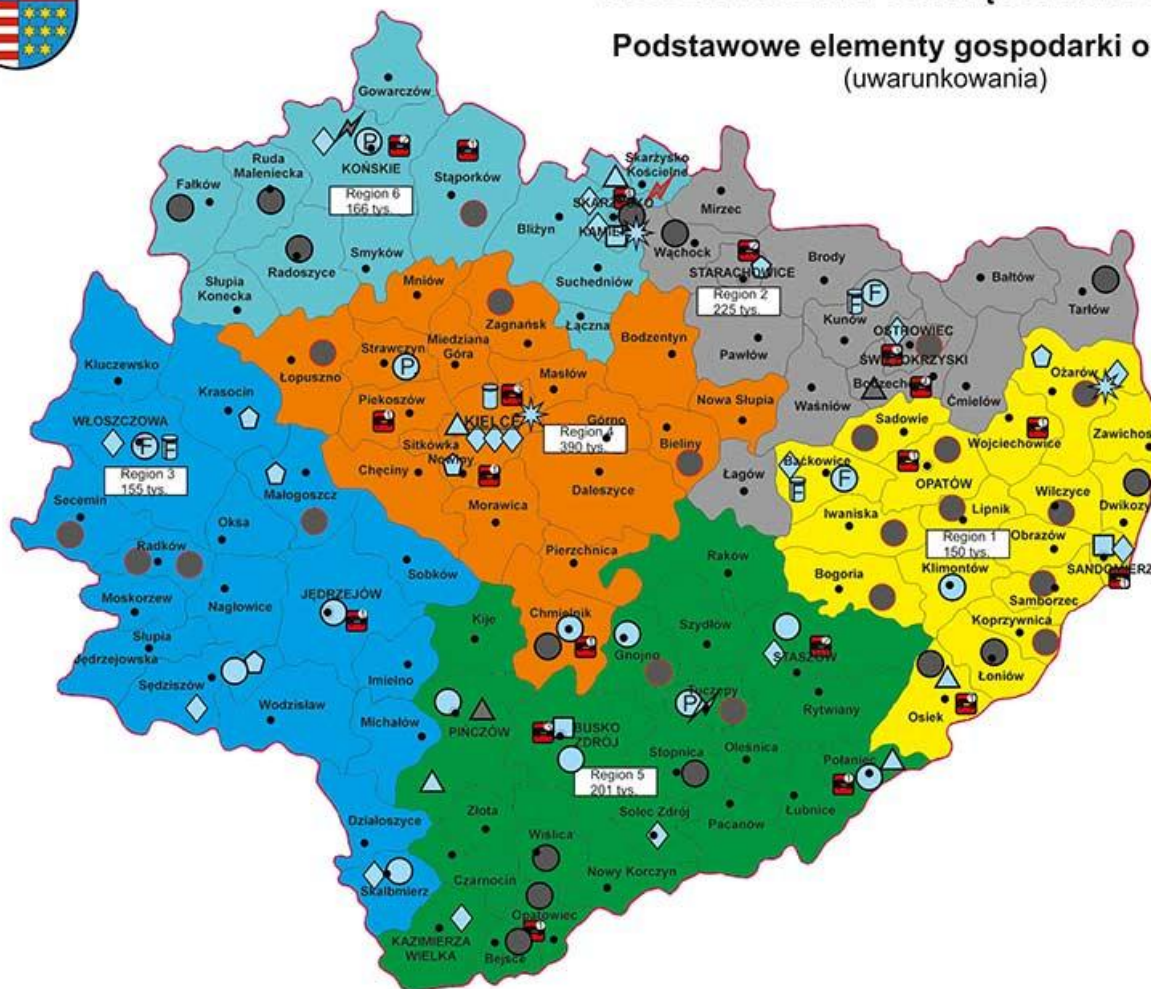 Podstawowe elementy gospodarki o
(uwarunkowania)
Gowarczów
KOŃSKIE
Ruda
Maleniecka
Fałków
Stąporków
Region 6
166 tys.
Radoszyce
Smyków
Słupia
Konecka
Skarżysko
Kościelne
Bliżyn
Suchedniów
Łączna
Mirzec
Wąchock
STARACHOWICE
Region 2
225 tys.
Brody
Kunów
OSTROWIEC
Bałtów
Tarłów
Pawłów
Waśniów
Ćmielów
Łagów
Mniów
Zagnańsk
Bodzentyn
Miedziana
Góra
Strawczyn
Łopuszno
Masłów
Piekoszów
KIELCE
Górno
Nowa Słupia
Region 4
390 tys.
Bieliny
Sitkówka
Nowiny
Chęciny
Daleszyce
Morawica
Pierzchnica
Chmielnik
Kluczewsko
Krasocin
WŁOSZCZOWA
Region 3
155 tys.
Małogoszcz
Secemin
Oksa
Radków
Sobków
Moskorzew
Nagłowice
JĘDRZEJÓW
Słupia
Jędrzejowska
Sędziszów
Imielno
Wodzisław
Michałów
Działoszyce
Skalbmierz
Ożarów
Wojciechowice
Zawichos
Sadowie
Baćkowice
OPATÓW
Iwaniska
Lipnik
Wilczyce
Dwikozy
Region 1
150 tys.
Obrazów
Klimontów
SANDOMIERZ
Bogoria
Samborzec
Koprzywnica
Łoniów
Osiek
Połaniec
Raków
Kije
Szydłów
Gnojno
STASZÓW
Tuczępy
Rytwiany
PIŃCZÓW
BUSKO
ZDRÓJ
Stopnica
Oleśnica
Region 5
201 tys.
Łubnice
Pacanów
Solec Zdrój
Złota
Wiślica
Czarnocin
Nowy Korczyn
Opatowiec
KAZIMIERZA
WIELKA
Bejsce